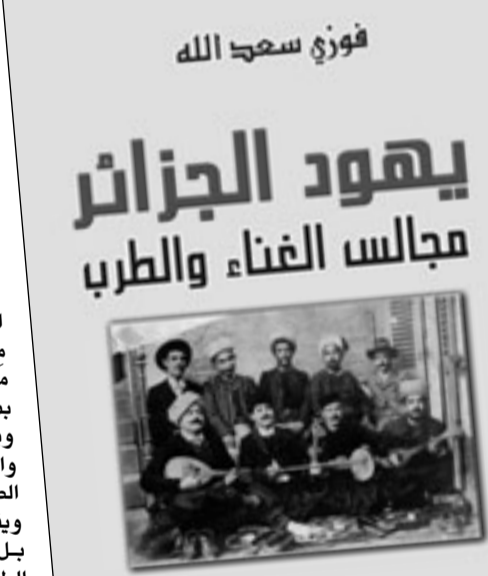 فوزي سعد الله
يهود الجزائر
مجالس الغناء والطرب